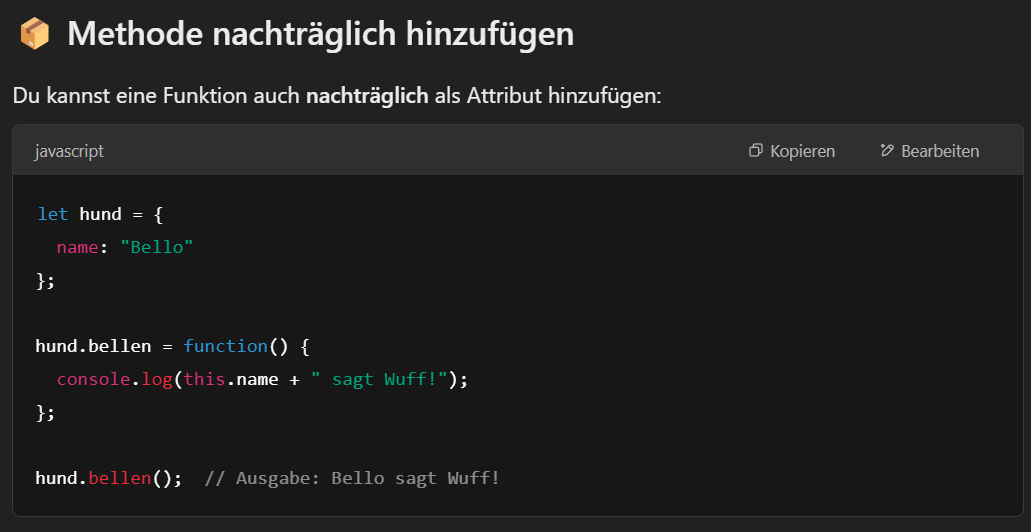 Methode nachträglich hinzufügen
Du kannst eine Funktion auch nachträglich als Attribut hinzufügen:
javascript Kopieren Bearbeiten
let hund = {
  name: "Bello"
};
hund.bellen = function() {
  console.log(this.name + " sagt Wuff!");
};
hund.bellen();  // Ausgabe: Bello sagt Wuff!